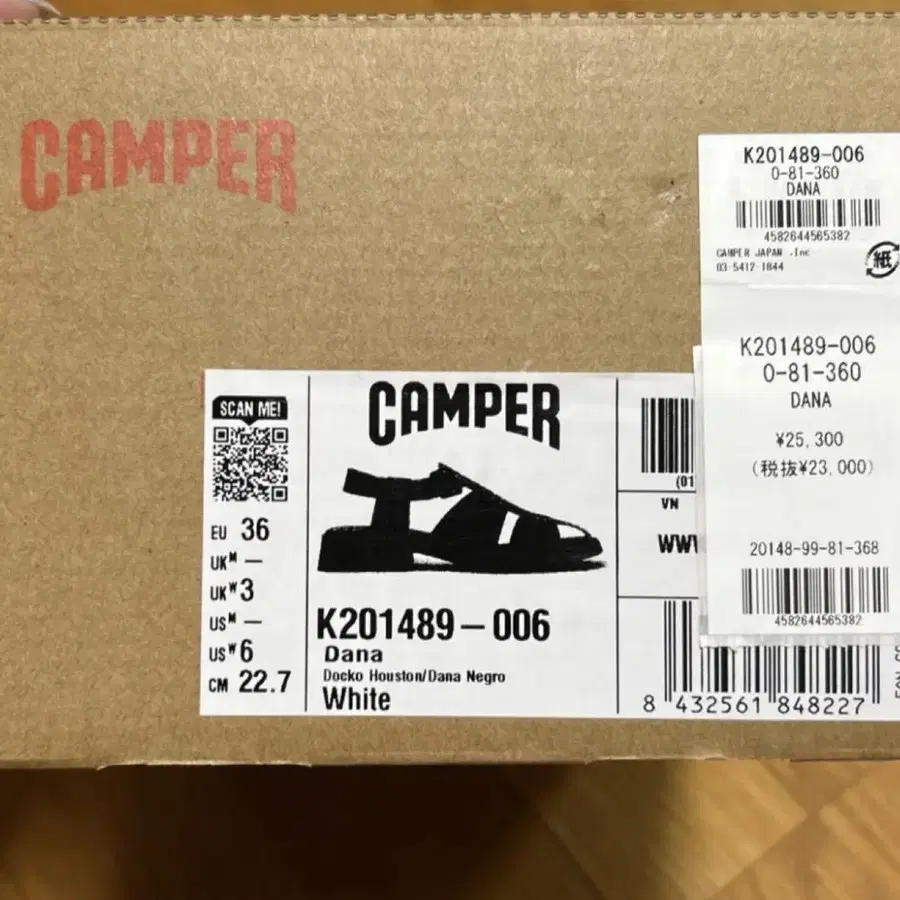 CAMPER
K201489-006
0-81-360
DANA
4582644565382
CAMPER JAPAN .Inc
03-5412-1844
紙
K201489-006
0-81-360
DANA
¥25,300
(税抜¥23,000)
20148-99-81-368
4582644565382
SCAN ME!
EU 36
UK M —
UK W 3
US M —
US W 6
CM 22.7
CAMPER
K201489-006
Dana
Docko Houston/Dana Negro
White
(01
VN
WWW
8 432561 848227